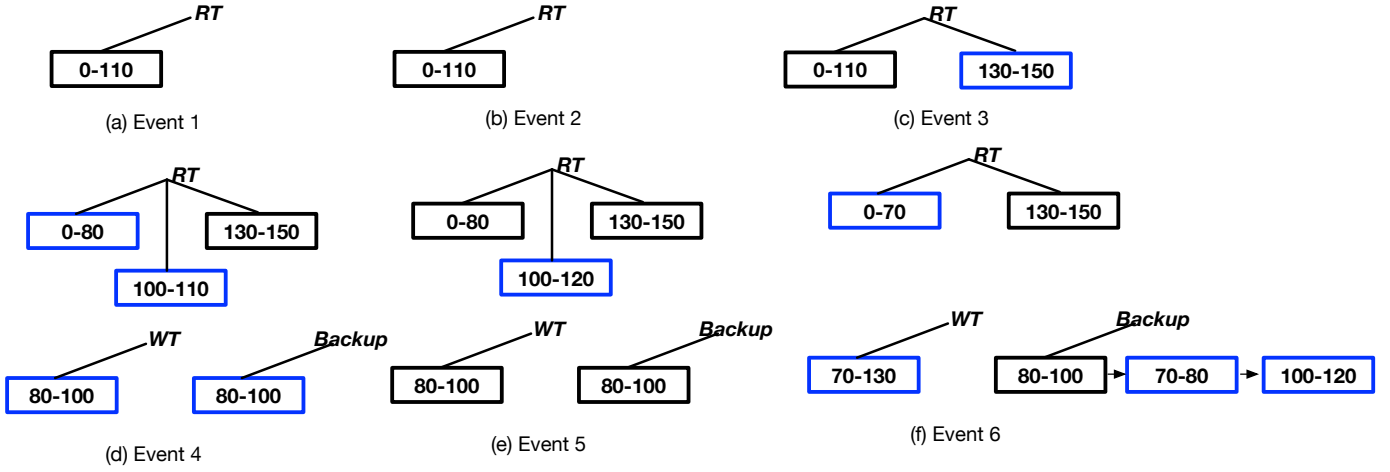 RT
0-110
(a) Event 1
RT
0-110
(b) Event 2
RT
0-110
130-150
(c) Event 3
RT
0-80
130-150
100-110
WT
Backup
80-100
80-100
(d) Event 4
RT
0-80
130-150
100-120
WT
Backup
80-100
80-100
(e) Event 5
RT
0-70
130-150
WT
Backup
70-130
80-100
70-80
100-120
(f) Event 6